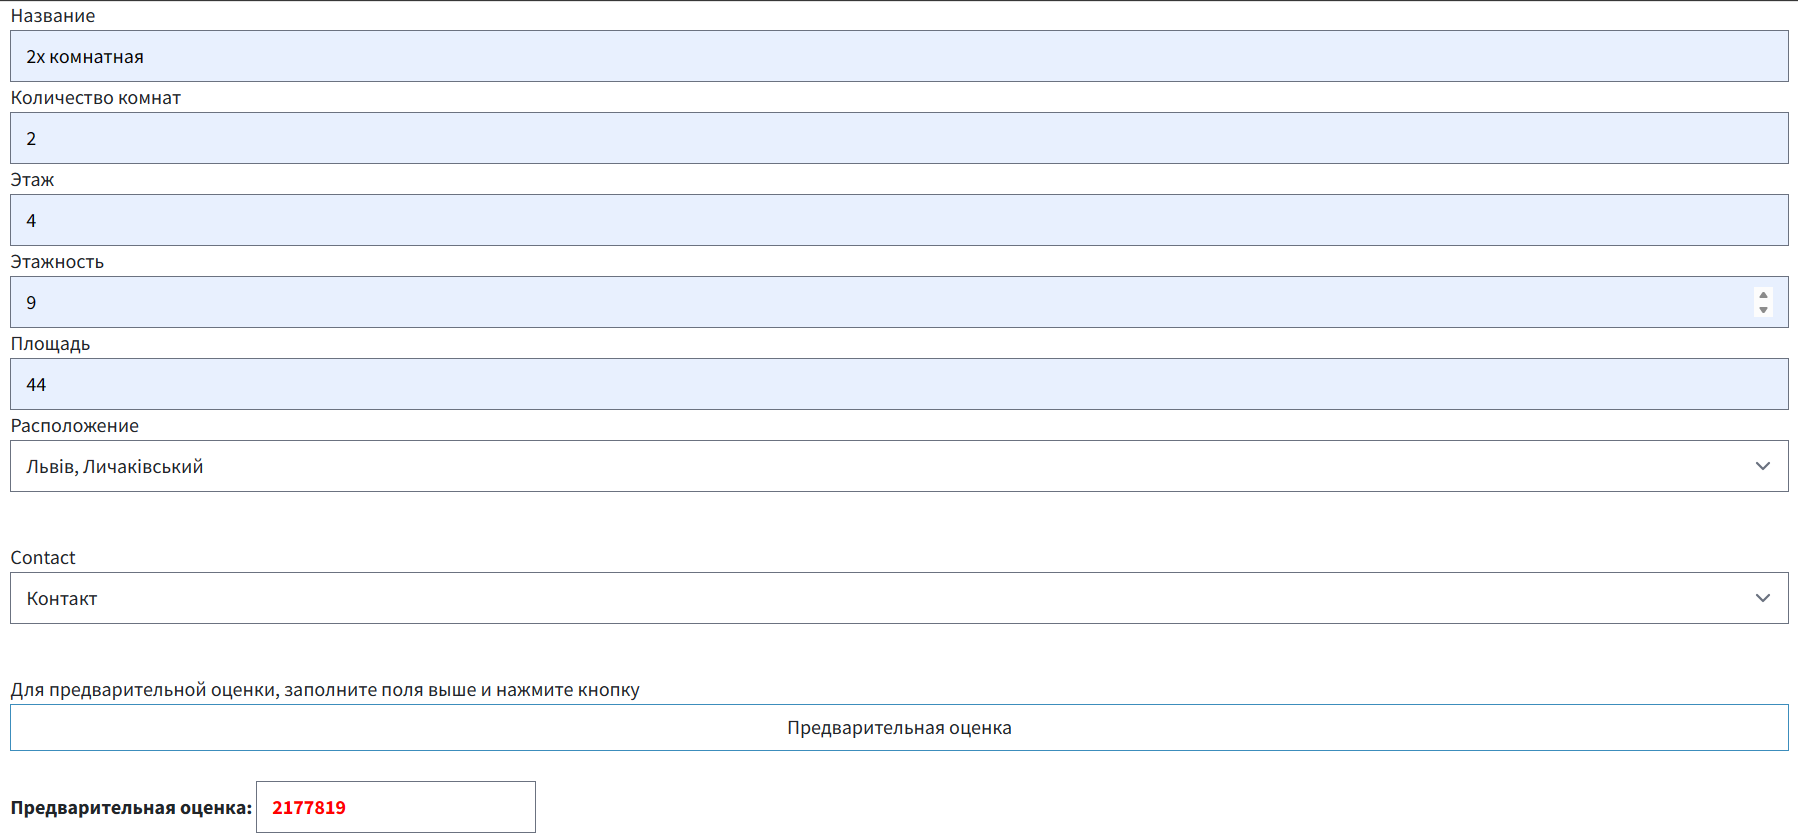 Название
2х комнатная
Количество комнат
2
Этаж
4
Этажность
9
Площадь
44
Расположение
Львів, Личаківський
Contact
Контакт
Для предварительной оценки, заполните поля выше и нажмите кнопку
Предварительная оценка
Предварительная оценка: 2177819